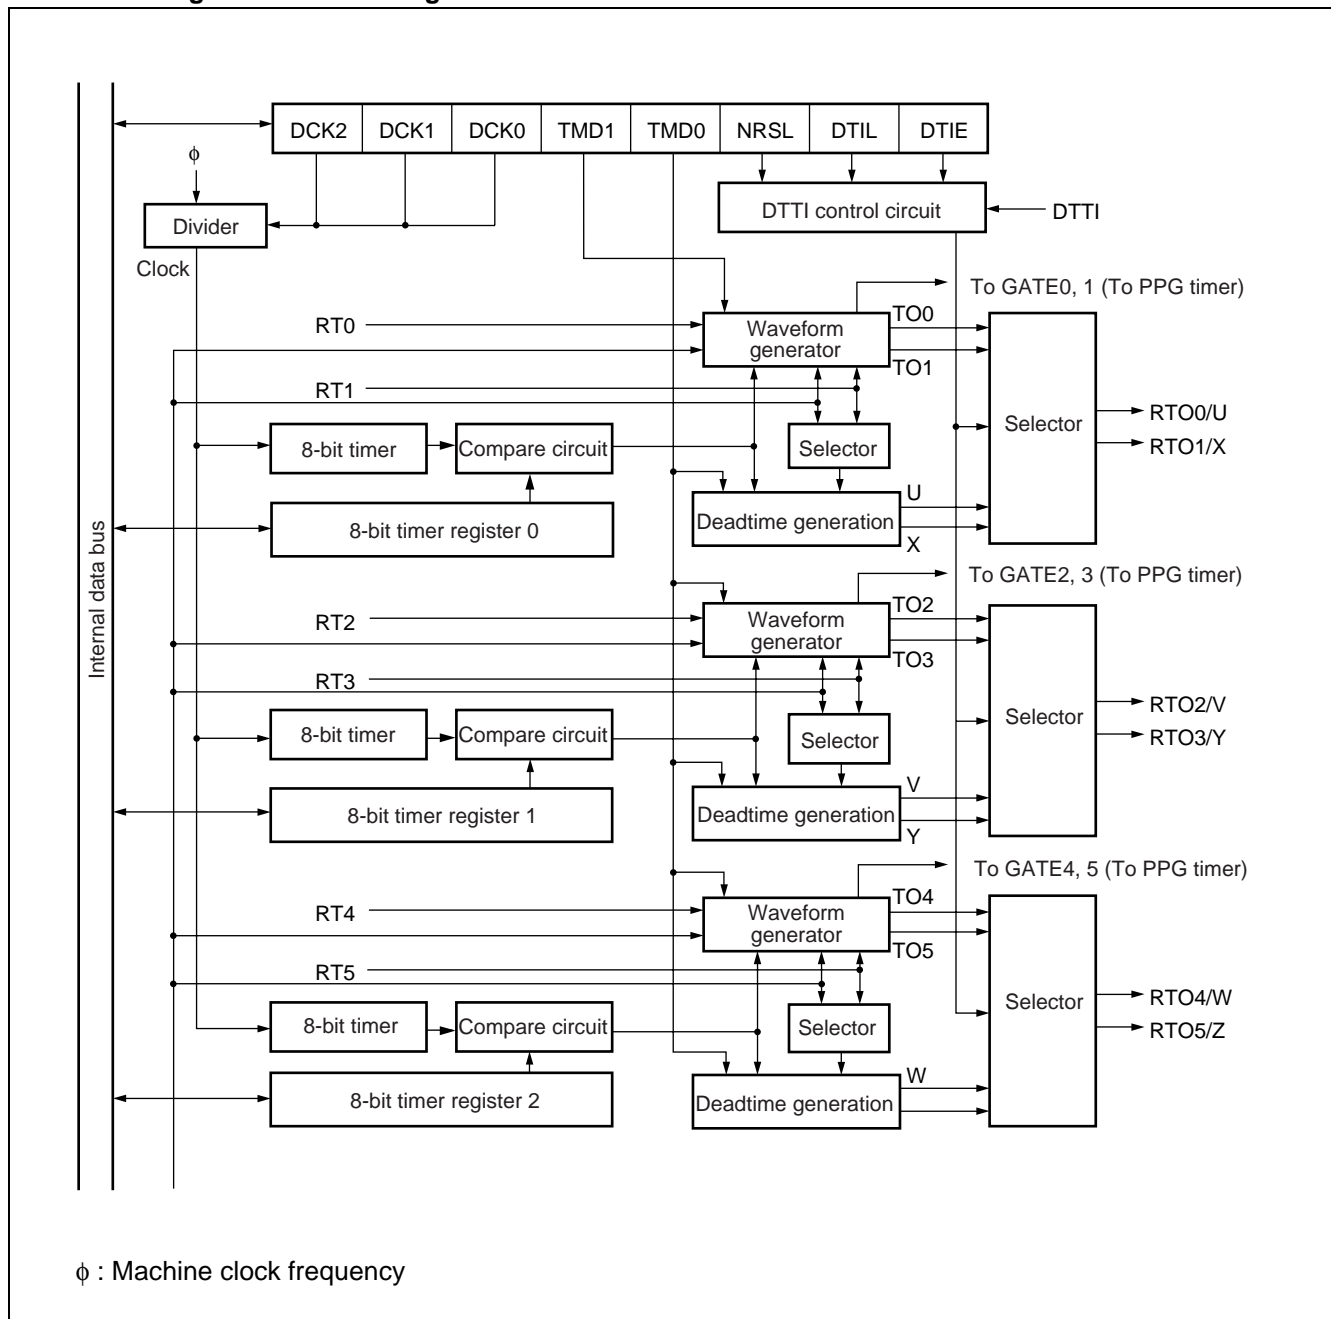 DCK2 DCK1 DCK0 TMD1 TMD0 NRSL DTIL DTIE
ϕ
Divider
DTTI control circuit
DTTI
Clock
To GATE0, 1 (To PPG timer)
RT0
Waveform
generator
TO0
TO1
RT1
Selector
Selector
RTO0/U
RTO1/X
8-bit timer
Compare circuit
8-bit timer register 0
Deadtime generation
U
X
Internal data bus
To GATE2, 3 (To PPG timer)
RT2
Waveform
generator
TO2
TO3
RT3
Selector
Selector
RTO2/V
RTO3/Y
8-bit timer
Compare circuit
8-bit timer register 1
Deadtime generation
V
Y
To GATE4, 5 (To PPG timer)
RT4
Waveform
generator
TO4
TO5
RT5
Selector
Selector
RTO4/W
RTO5/Z
8-bit timer
Compare circuit
8-bit timer register 2
Deadtime generation
W
ϕ : Machine clock frequency